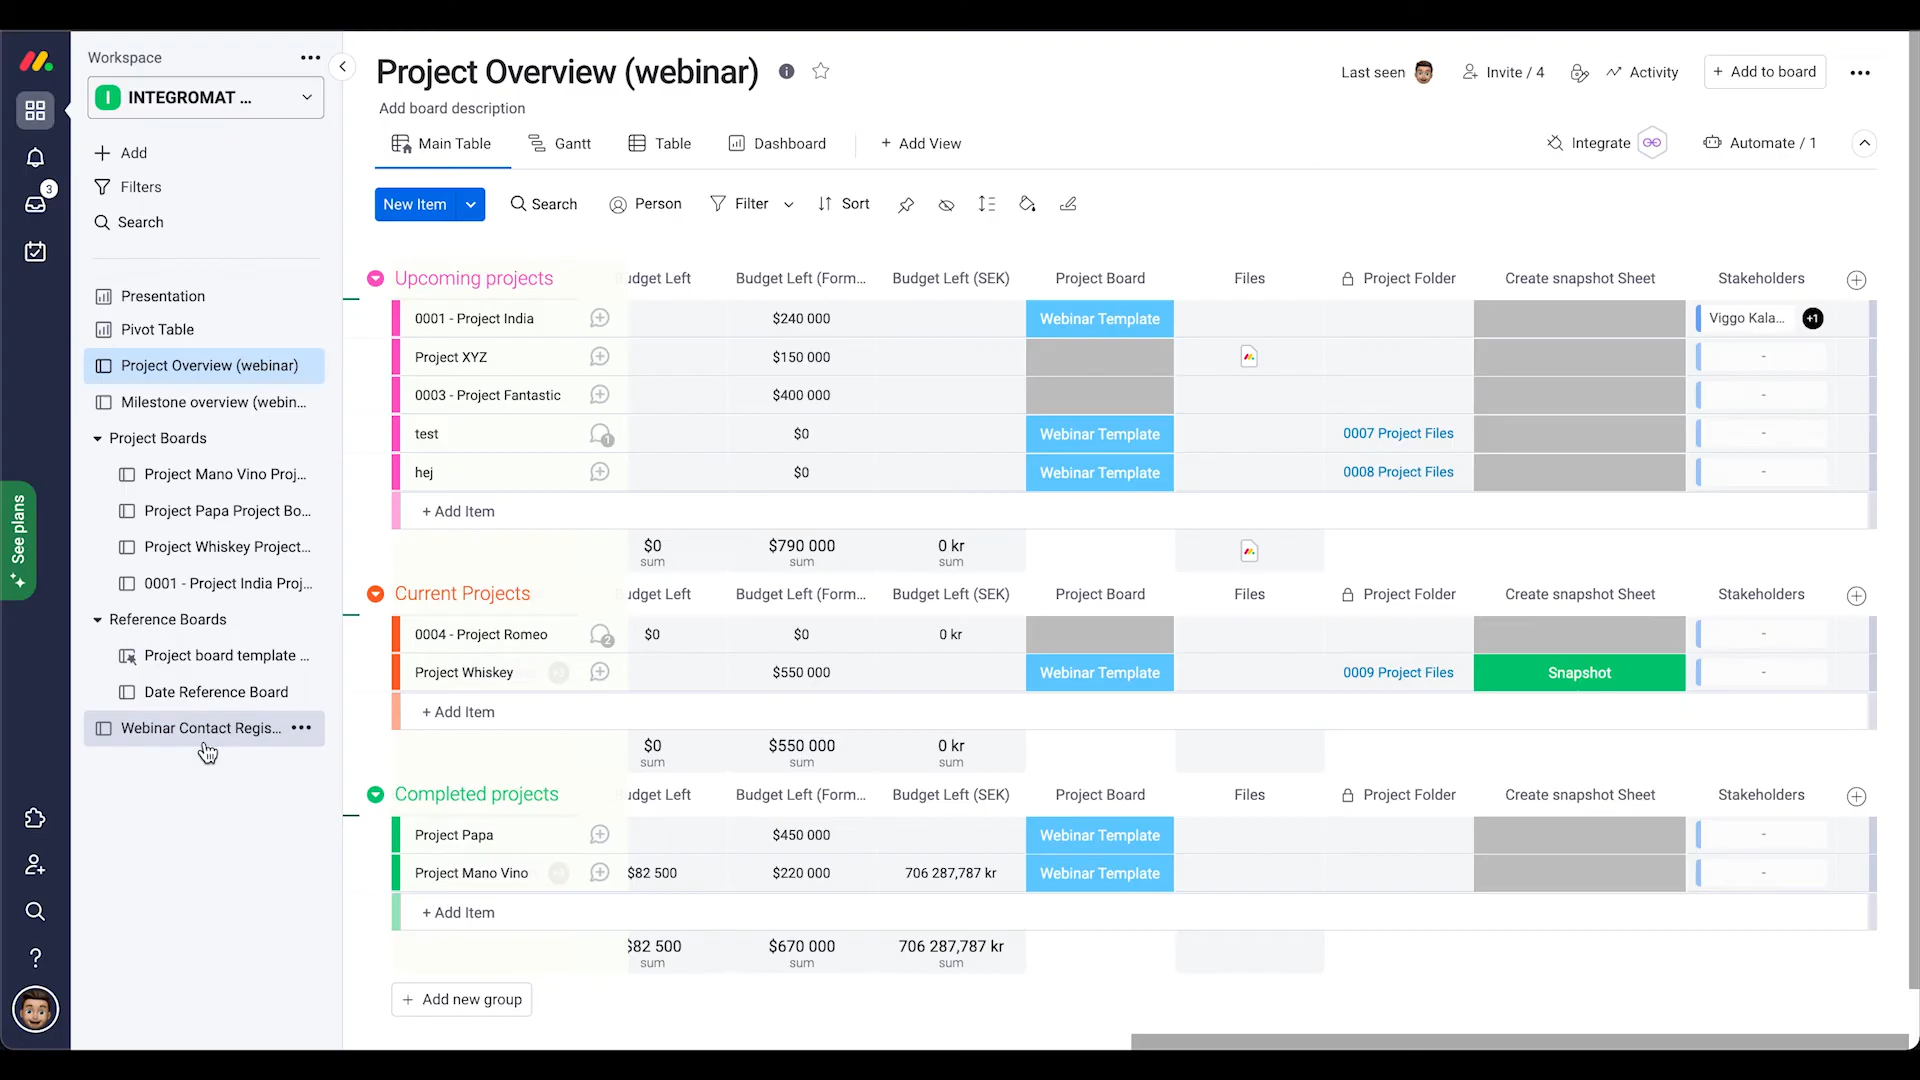 Workspace
I
INTEGROMAT ...
Add
Filters
Search
3
Presentation
Pivot Table
Project Overview (webinar)
Milestone overview (webin...
Project Boards
Project Mano Vino Proj...
Project Papa Project Bo...
Project Whiskey Project...
0001 - Project India Proj...
Reference Boards
Project board template ...
Date Reference Board
Webinar Contact Regis...
See plans
?
Project Overview (webinar)
Last seen
Invite / 4
Activity
+ Add to board
Add board description
Main Table
Gantt
Table
Dashboard
+ Add View
Integrate
Automate / 1
New Item
Search
Person
Filter
Sort
Upcoming projects udget Left Budget Left (Form... Budget Left (SEK) Project Board Files Project Folder Create snapshot Sheet Stakeholders
0001 - Project India $240 000 Webinar Template Viggo Kala... +1
Project XYZ $150 000 -
0003 - Project Fantastic $400 000 -
test 1 $0 Webinar Template 0007 Project Files -
hej $0 Webinar Template 0008 Project Files -
+ Add Item
$0 $790 000 0 kr
sum sum sum
Current Projects udget Left Budget Left (Form... Budget Left (SEK) Project Board Files Project Folder Create snapshot Sheet Stakeholders
0004 - Project Romeo 2 $0 $0 0 kr -
Project Whiskey $550 000 Webinar Template 0009 Project Files Snapshot -
+ Add Item
$0 $550 000 0 kr
sum sum sum
Completed projects udget Left Budget Left (Form... Budget Left (SEK) Project Board Files Project Folder Create snapshot Sheet Stakeholders
Project Papa $450 000 Webinar Template -
Project Mano Vino $82 500 $220 000 706 287,787 kr Webinar Template -
+ Add Item
$82 500 $670 000 706 287,787 kr
sum sum sum
+ Add new group